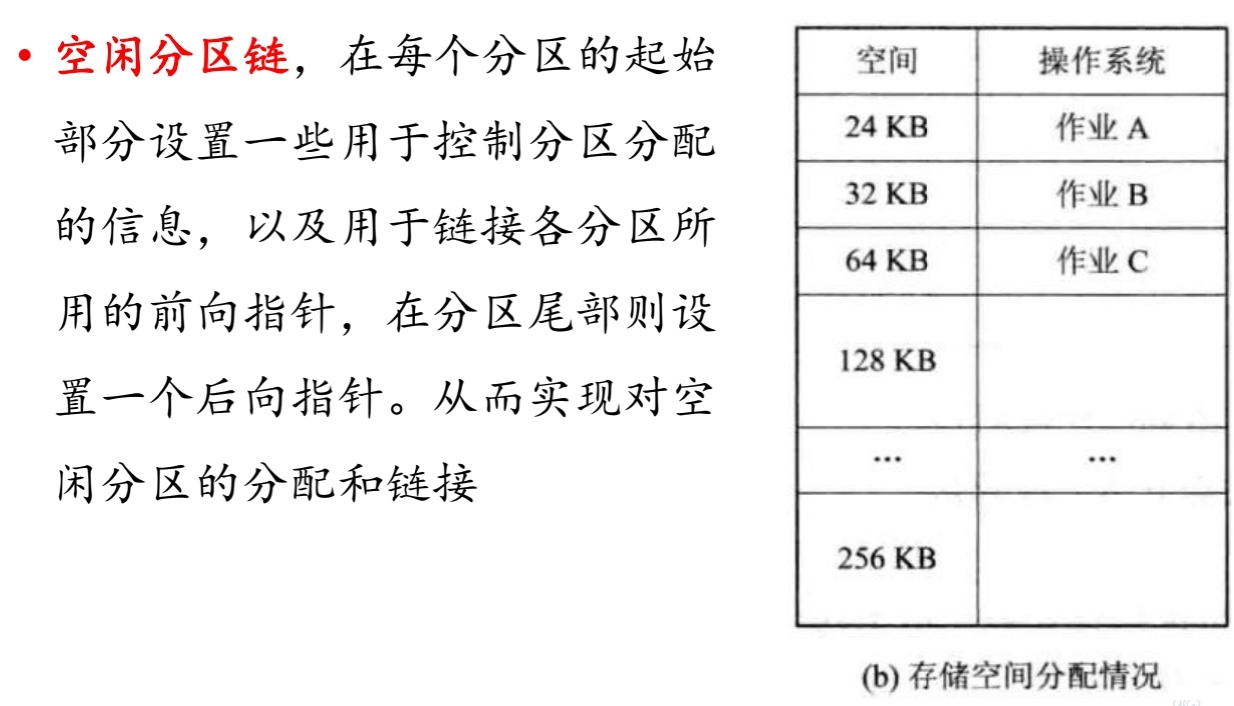 • 空闲分区链，在每个分区的起始
部分设置一些用于控制分区分配
的信息，以及用于链接各分区所
用的前向指针，在分区尾部则设
置一个后向指针。从而实现对空
闲分区的分配和链接
空间 操作系统
24 KB 作业 A
32 KB 作业 B
64 KB 作业 C
128 KB
… …
256 KB
(b) 存储空间分配情况